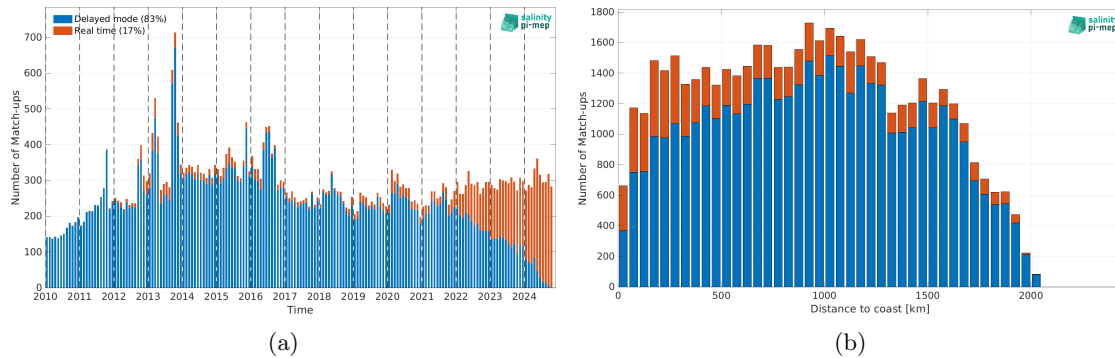 Delayed mode (83%)
Real time (17%)
salinity
pi-mep
700
600
500
400
300
200
100
0
Number of Match-ups
2010 2011 2012 2013 2014 2015 2016 2017 2018 2019 2020 2021 2022 2023 2024
Time
(a)
salinity
pi-mep
1800
1600
1400
1200
1000
800
600
400
200
0
Number of Match-ups
0 500 1000 1500 2000
Distance to coast [km]
(b)